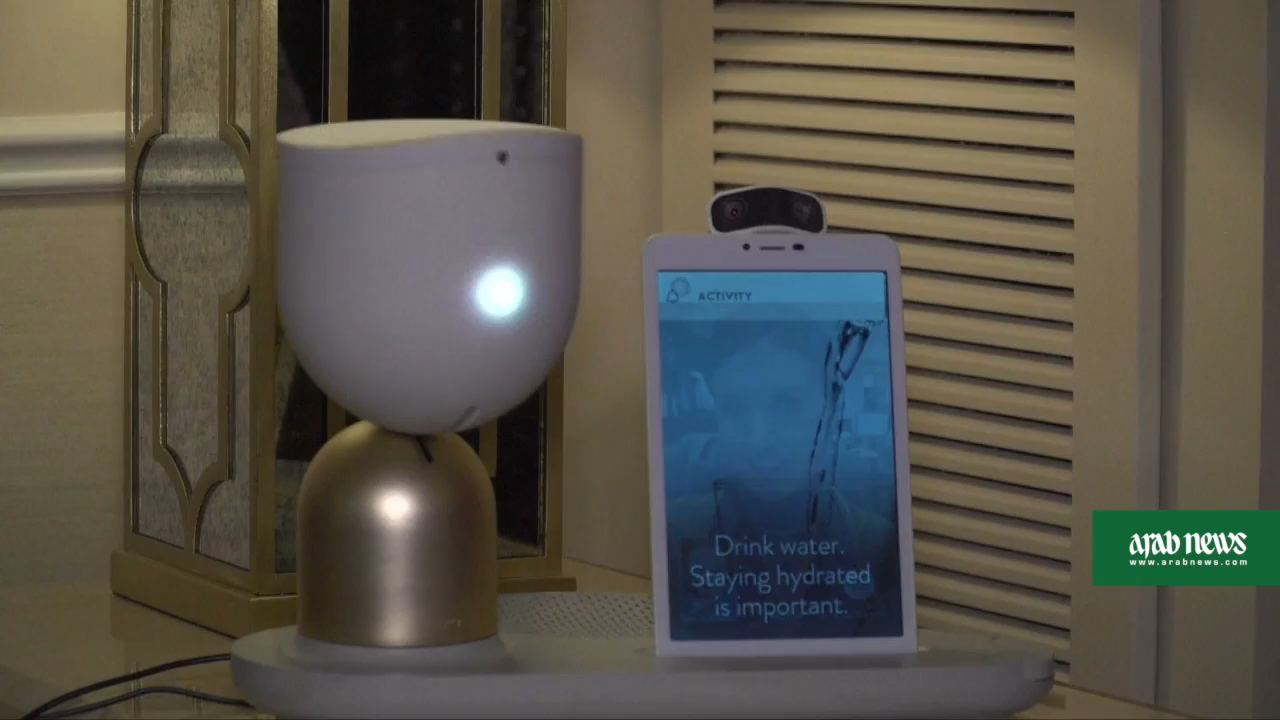 ACTIVITY
Drink water.
Staying hydrated
is important.
arab news
www.arabnews.com